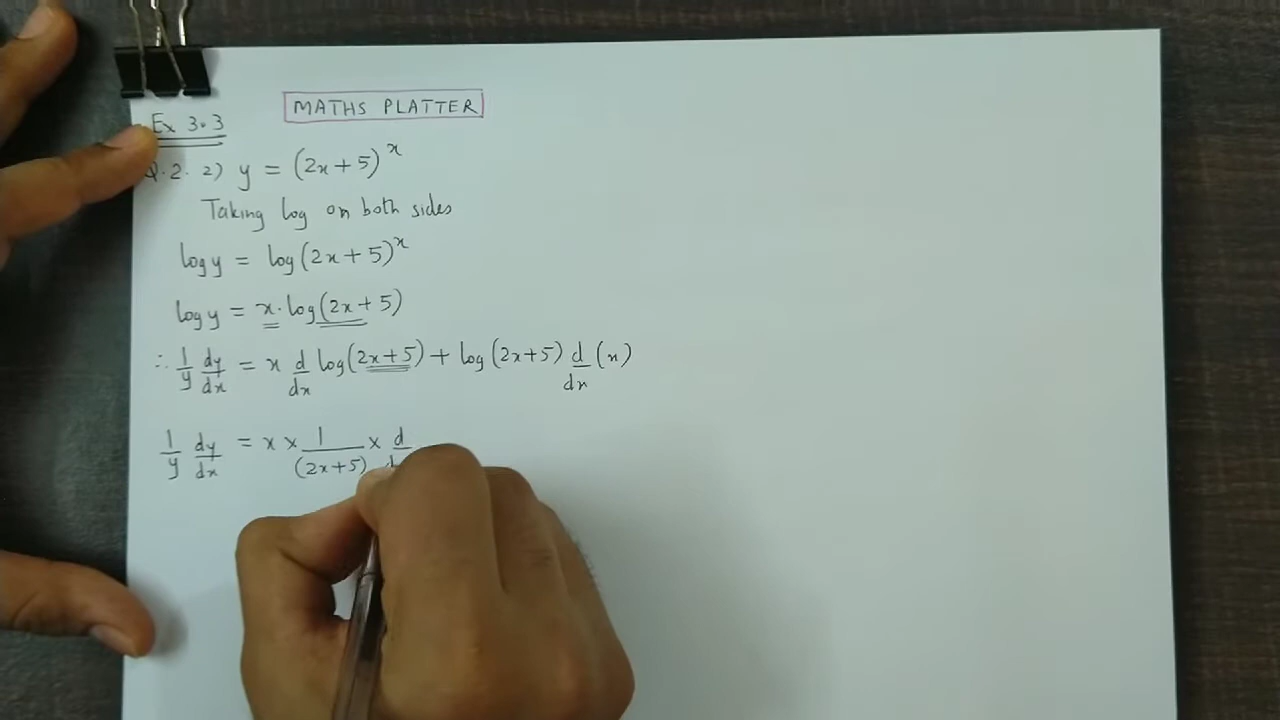 MATHS PLATTER
Ex 3.3
Q.2. 2) y = (2x+5)^x
Taking log on both sides
log y = log(2x+5)^x
log y = x.log(2x+5)
∴ 1/y dy/dx = x d/dx log(2x+5) + log(2x+5) d/dx (x)
1/y dy/dx = x × 1/(2x+5) × d